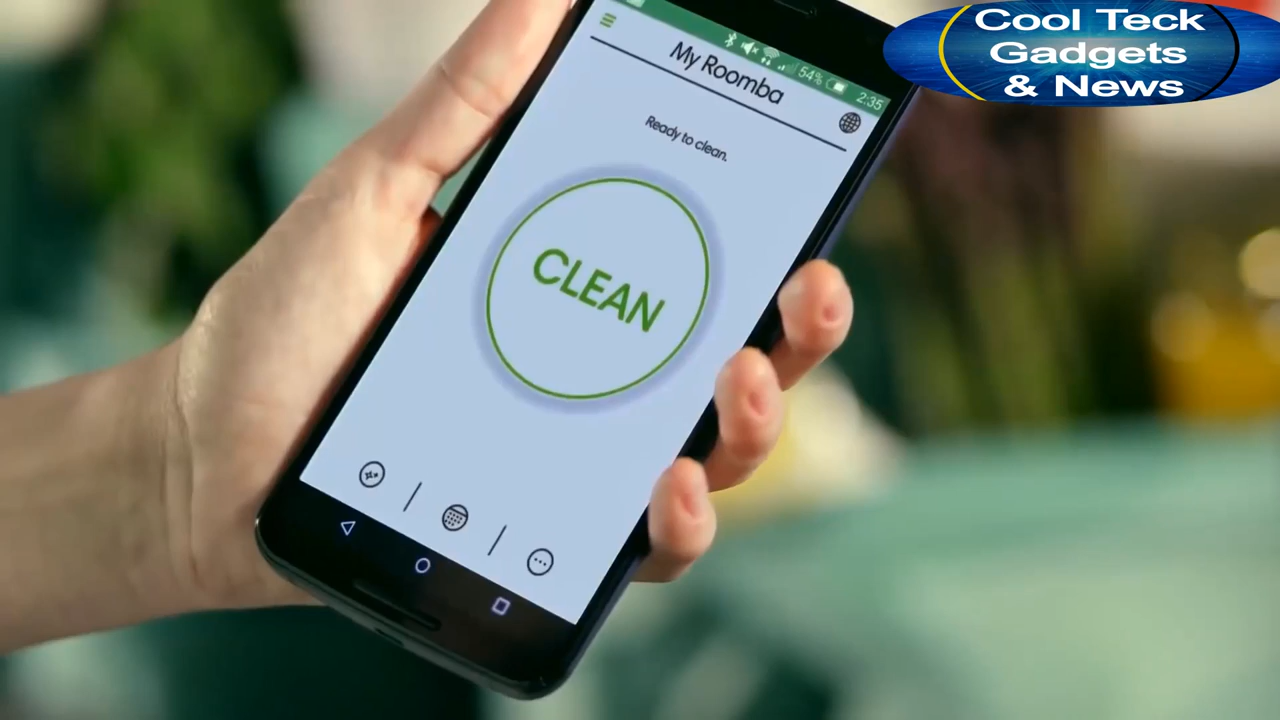 Cool Teck
Gadgets
& News
54%
2:35
My Roomba
Ready to clean.
CLEAN